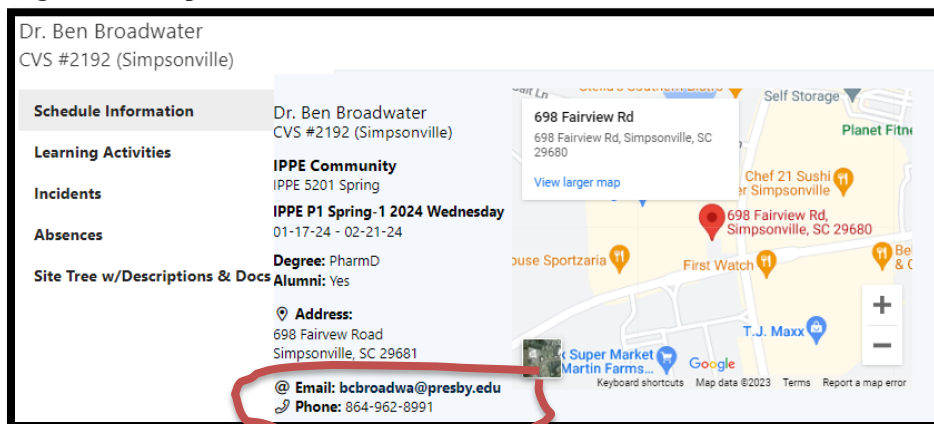 Dr. Ben Broadwater
CVS #2192 (Simpsonville)
Schedule Information
Learning Activities
Incidents
Absences
Site Tree w/Descriptions & Docs
Dr. Ben Broadwater
CVS #2192 (Simpsonville)
IPPE Community
IPPE 5201 Spring
IPPE P1 Spring-1 2024 Wednesday
01-17-24 - 02-21-24
Degree: PharmD
Alumni: Yes
Address:
698 Fairvew Road
Simpsonville, SC 29681
@ Email: bcbroadwa@presby.edu
Phone: 864-962-8991
698 Fairview Rd
698 Fairview Rd, Simpsonville, SC
29680
View larger map
Self Storage
Planet Fitne
Chef 21 Sushi
er Simpsonville
698 Fairview Rd,
Simpsonville, SC 29680
ouse Sportzaria
First Watch
Be
& C
T.J. Maxx
x Super Market
Martin Farms...
Google
+
−
Keyboard shortcuts Map data ©2023 Terms Report a map error